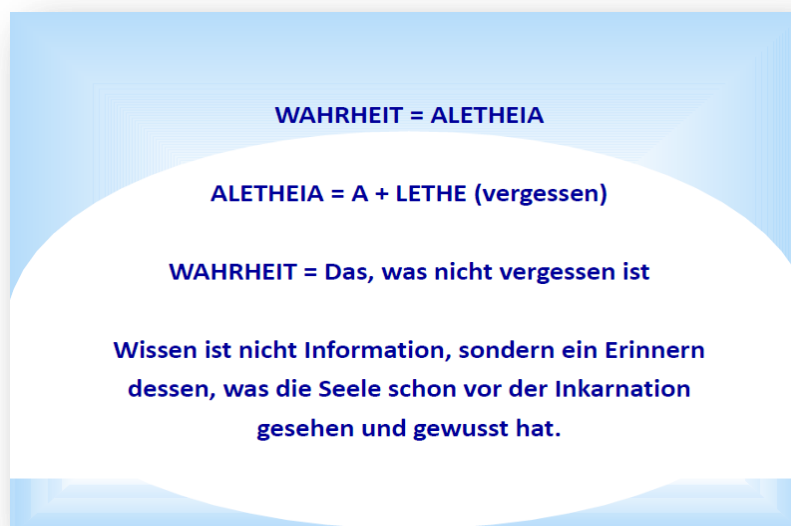 WAHRHEIT = ALETHEIA
ALETHEIA = A + LETHE (vergessen)
WAHRHEIT = Das, was nicht vergessen ist
Wissen ist nicht Information, sondern ein Erinnern
dessen, was die Seele schon vor der Inkarnation
gesehen und gewusst hat.